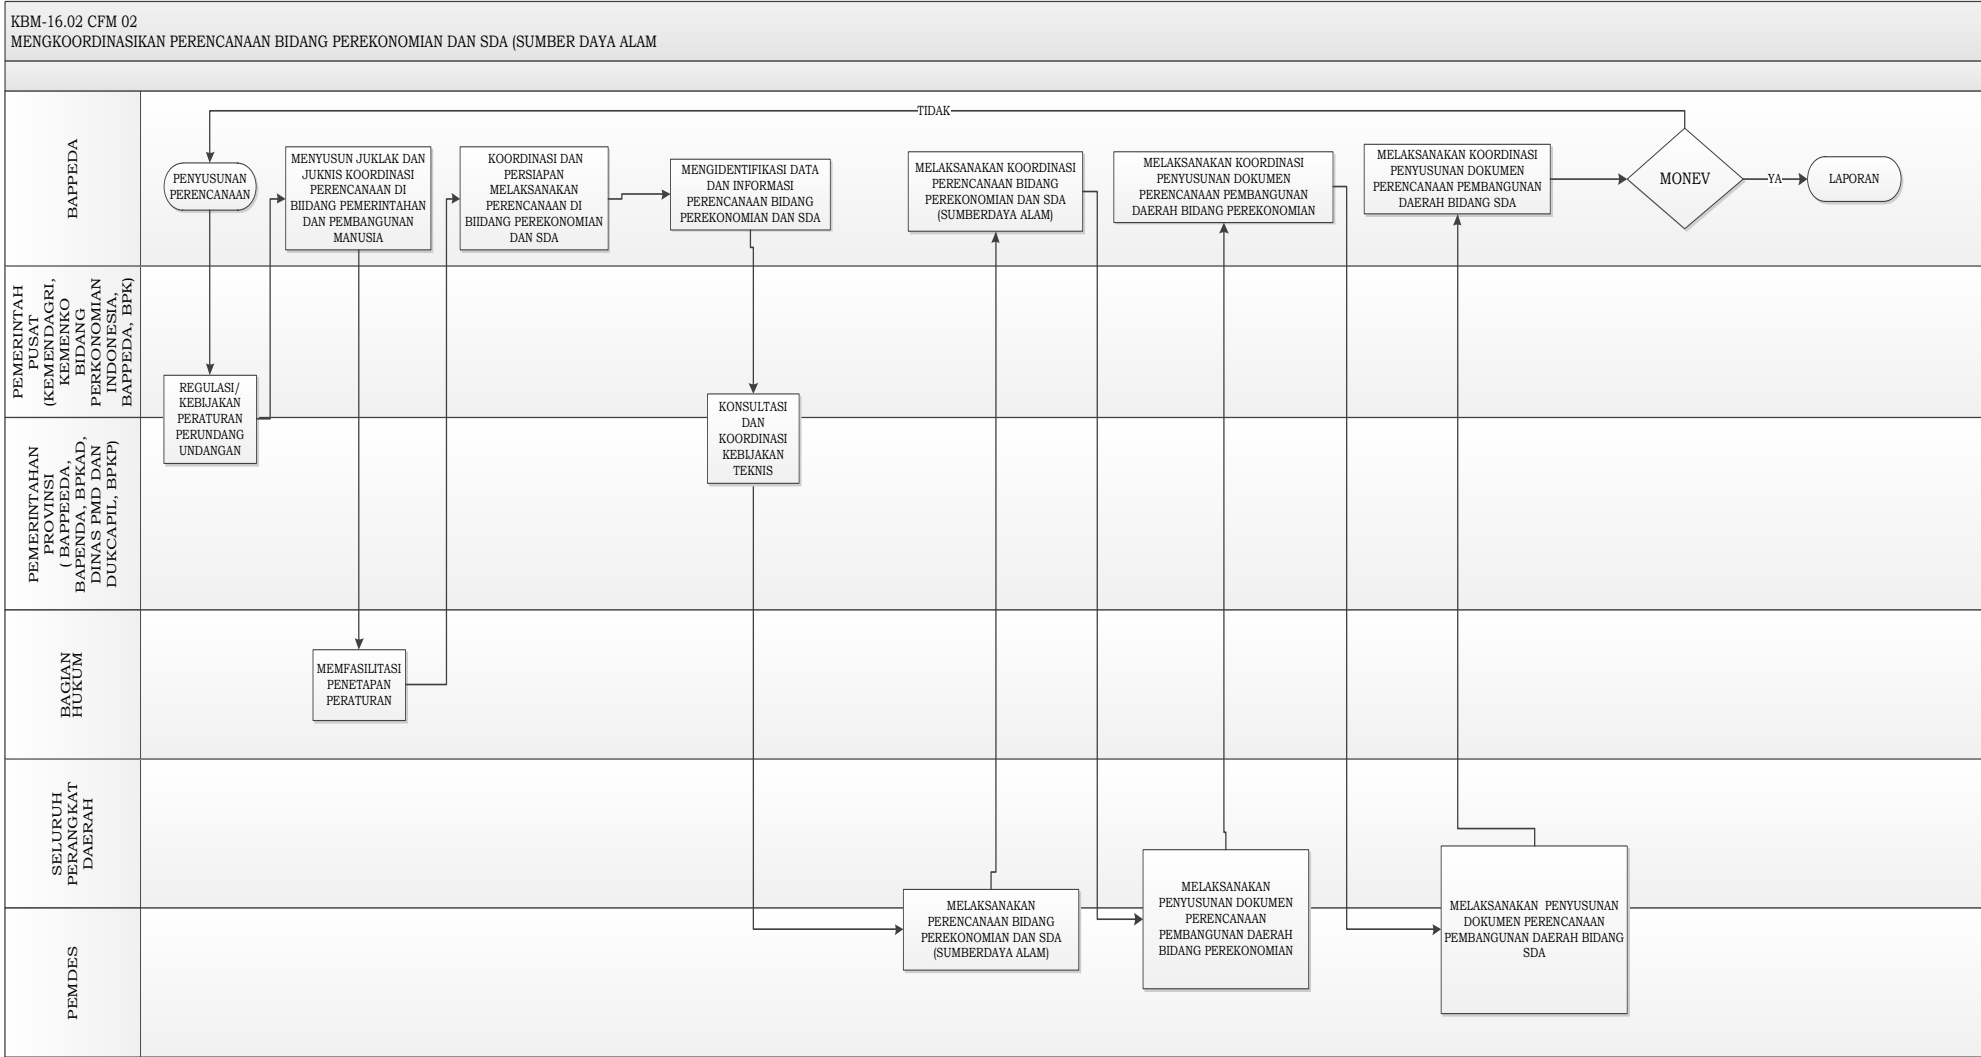 KBM-16.02 CFM 02
MENGKOORDINASIKAN PERENCANAAN BIDANG PEREKONOMIAN DAN SDA (SUMBER DAYA ALAM
BAPPEDA
TIDAK
PENYUSUNAN
PERENCANAAN
MENYUSUN JUKLAK DAN
JUKNIS KOORDINASI
PERENCANAAN DI
BIIDANG PEMERINTAHAN
DAN PEMBANGUNAN
MANUSIA
KOORDINASI DAN
PERSIAPAN
MELAKSANAKAN
PERENCANAAN DI
BIIDANG PEREKONOMIAN
DAN SDA
MENGIDENTIFIKASI DATA
DAN INFORMASI
PERENCANAAN BIDANG
PEREKONOMIAN DAN SDA
MELAKSANAKAN KOORDINASI
PERENCANAAN BIDANG
PEREKONOMIAN DAN SDA
(SUMBERDAYA ALAM)
MELAKSANAKAN KOORDINASI
PENYUSUNAN DOKUMEN
PERENCANAAN PEMBANGUNAN
DAERAH BIDANG PEREKONOMIAN
MELAKSANAKAN KOORDINASI
PENYUSUNAN DOKUMEN
PERENCANAAN PEMBANGUNAN
DAERAH BIDANG SDA
MONEV
YA
LAPORAN
PEMERINTAH
PUSAT
(KEMENDAGRI,
KEMENKO
BIDANG
PERKONOMIAN
INDONESIA,
BAPPEDA, BPK)
REGULASI/
KEBIJAKAN
PERATURAN
PERUNDANG
UNDANGAN
KONSULTASI
DAN
KOORDINASI
KEBIJAKAN
TEKNIS
PEMERINTAHAN
PROVINSI
( BAPPEEDA,
BAPENDA, BPKAD,
DINAS PMD DAN
DUKCAPIL, BPKP)
BAGIAN
HUKUM
MEMFASILITASI
PENETAPAN
PERATURAN
SELURUH
PERANGKAT
DAERAH
MELAKSANAKAN
PERENCANAAN BIDANG
PEREKONOMIAN DAN SDA
(SUMBERDAYA ALAM)
MELAKSANAKAN
PENYUSUNAN DOKUMEN
PERENCANAAN
PEMBANGUNAN DAERAH
BIDANG PEREKONOMIAN
MELAKSANAKAN  PENYUSUNAN
DOKUMEN PERENCANAAN
PEMBANGUNAN DAERAH BIDANG
SDA
PEMDES